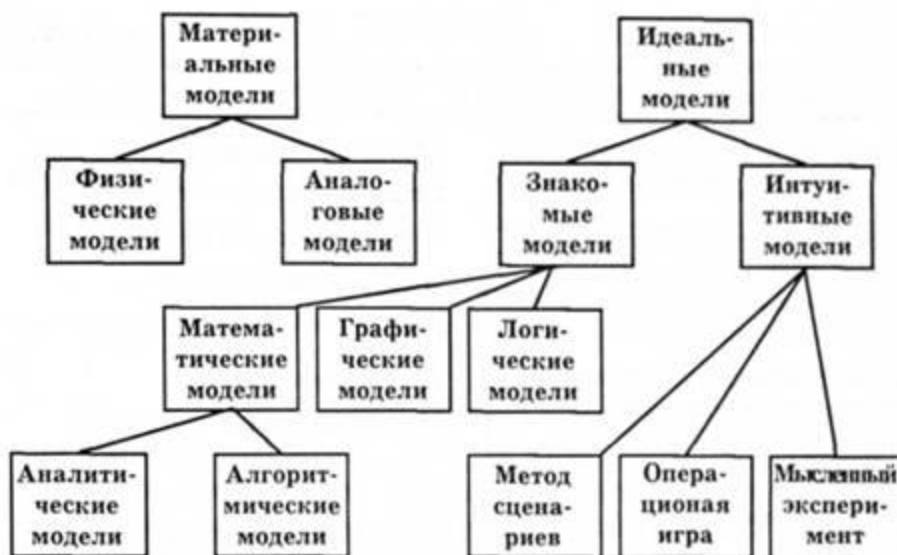 Матери-
альные
модели
Идеаль-
ные
модели
Физи-
ческие
модели
Анало-
говые
модели
Знако-
мые
модели
Интуи-
тивные
модели
Матема-
тические
модели
Графи-
ческие
модели
Логи-
ческие
модели
Аналити-
ческие
модели
Алгорит-
мические
модели
Метод
сцена-
риев
Опера-
ционая
игра
Мысленный
экспери-
мент